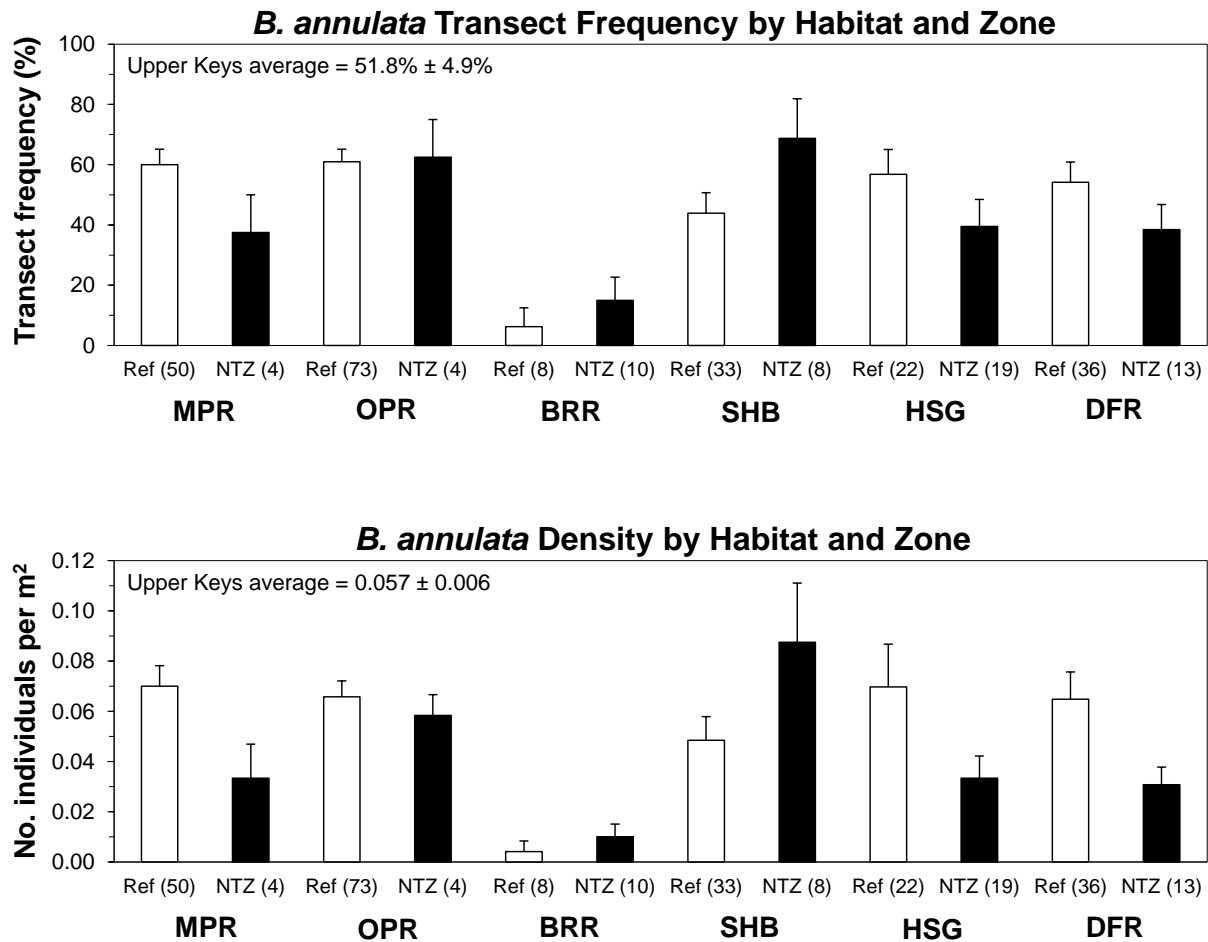 B. annulata Transect Frequency by Habitat and Zone
Upper Keys average = 51.8% ± 4.9%
Transect frequency (%)
100
80
60
40
20
0
Ref (50) NTZ (4) Ref (73) NTZ (4) Ref (8) NTZ (10) Ref (33) NTZ (8) Ref (22) NTZ (19) Ref (36) NTZ (13)
MPR OPR BRR SHB HSG DFR
B. annulata Density by Habitat and Zone
Upper Keys average = 0.057 ± 0.006
No. individuals per m²
0.12
0.10
0.08
0.06
0.04
0.02
0.00
Ref (50) NTZ (4) Ref (73) NTZ (4) Ref (8) NTZ (10) Ref (33) NTZ (8) Ref (22) NTZ (19) Ref (36) NTZ (13)
MPR OPR BRR SHB HSG DFR